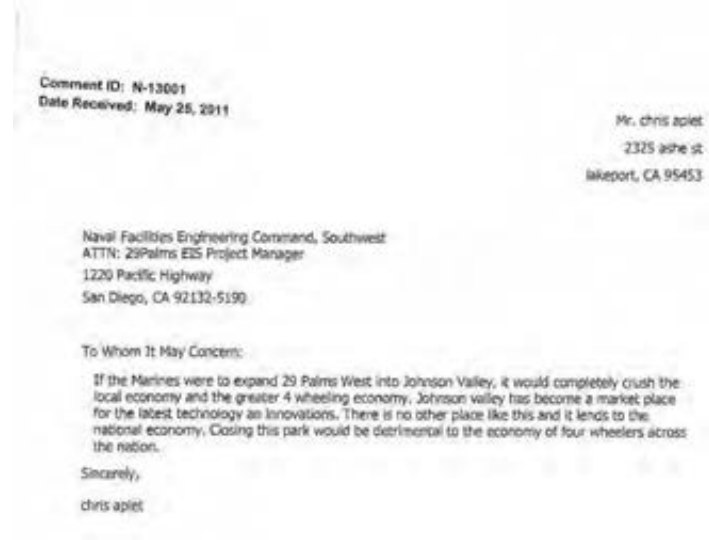 Comment ID: N-13001
Date Received: May 25, 2011
Mr. chris aplet
2325 ashe st
lakeport, CA 95453
Naval Facilities Engineering Command, Southwest
ATTN: 29Palms EIS Project Manager
1220 Pacific Highway
San Diego, CA 92132-5190
To Whom It May Concern:
If the Marines were to expand 29 Palms West into Johnson Valley, it would completely crush the
local economy and the greater 4 wheeling economy. Johnson valley has become a market place
for the latest technology an innovations. There is no other place like this and it lends to the
national economy. Closing this park would be detrimental to the economy of four wheelers across
the nation.
Sincerely,
chris aplet